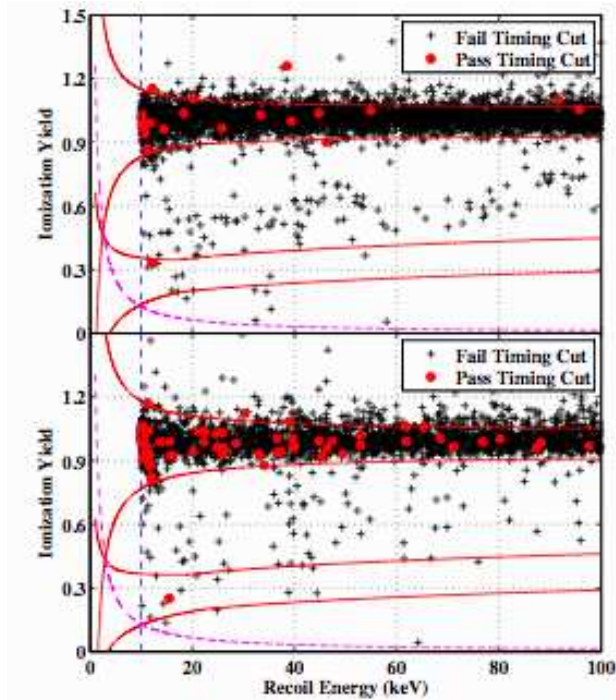 1.5
1.2
0.9
0.6
0.3
0
Ionization Yield
Fail Timing Cut
Pass Timing Cut
1.2
0.9
0.6
0.3
0
Ionization Yield
Fail Timing Cut
Pass Timing Cut
0 20 40 60 80 100
Recoil Energy (keV)